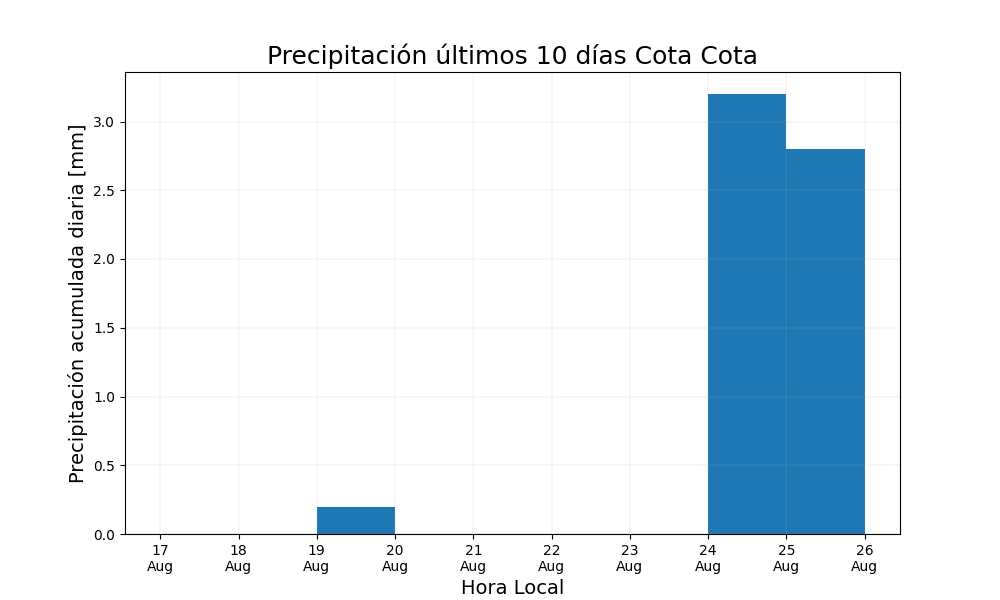 Precipitación últimos 10 días Cota Cota
Precipitación acumulada diaria [mm]
3.0
2.5
2.0
1.5
1.0
0.5
0.0
17 18 19 20 21 22 23 24 25 26
Aug Aug Aug Aug Aug Aug Aug Aug Aug Aug
Hora Local